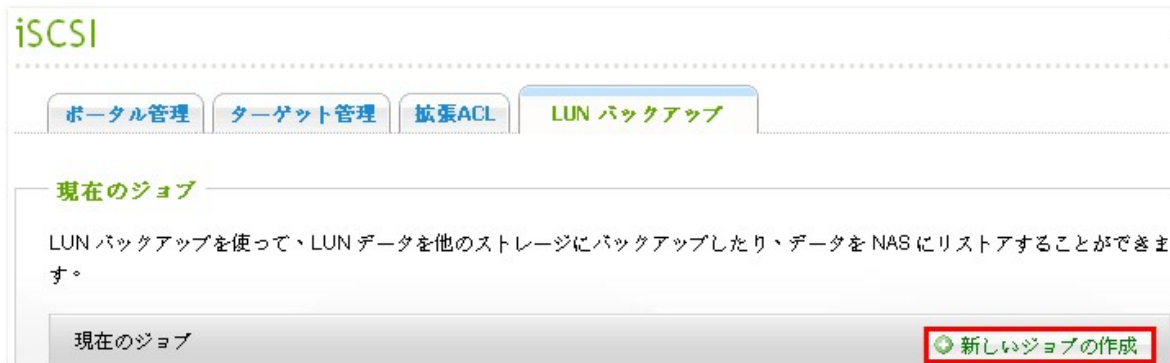 iSCSI
ポータル管理 ターゲット管理 拡張ACL LUN バックアップ
現在のジョブ
LUN バックアップを使って、LUN データを他のストレージにバックアップしたり、データを NAS にリストアすることができま
す。
現在のジョブ 新しいジョブの作成